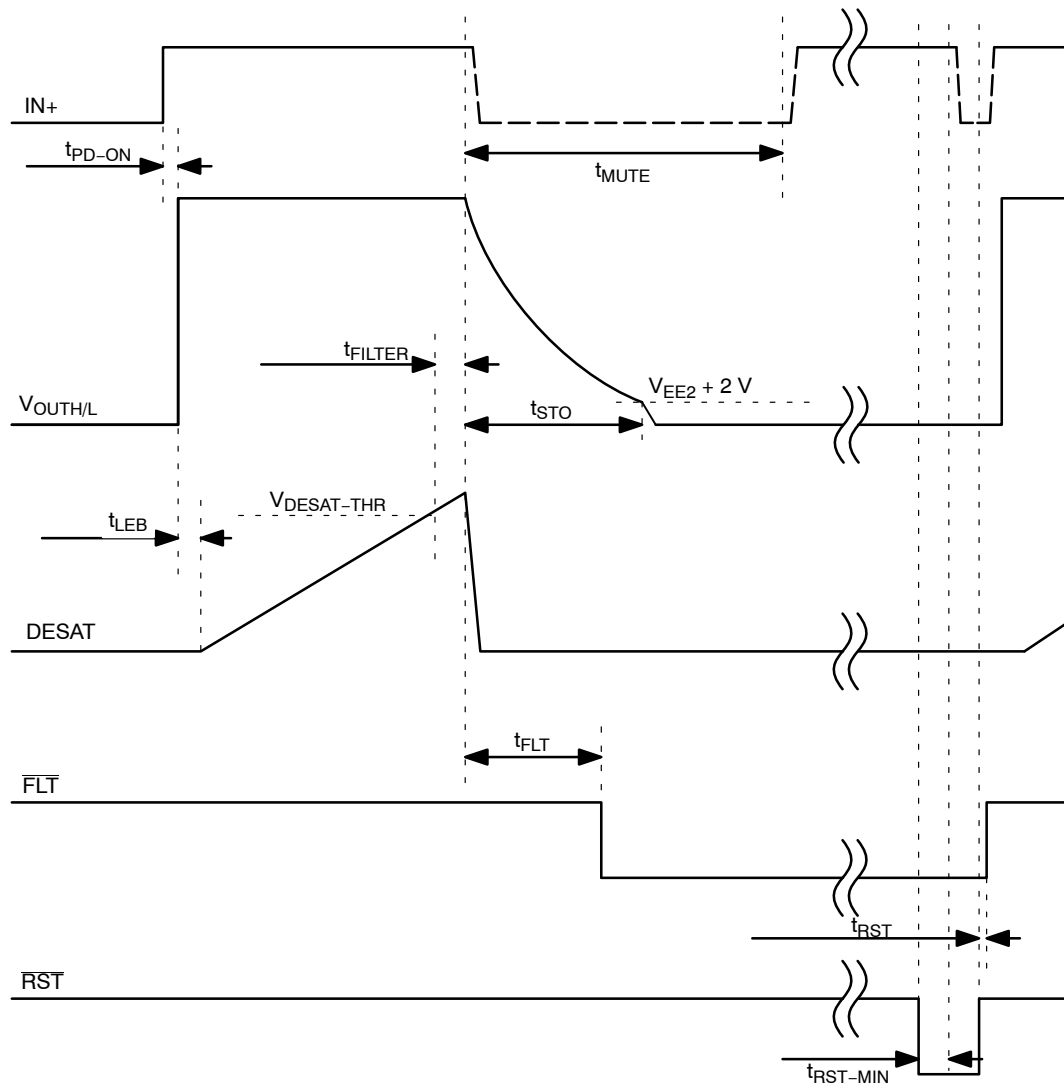 IN+
tPD−ON
tMUTE
tFILTER
VEE2 + 2 V
VOUTH/L
tSTO
VDESAT−THR
tLEB
DESAT
tFLT
FLT
tRST
RST
tRST−MIN